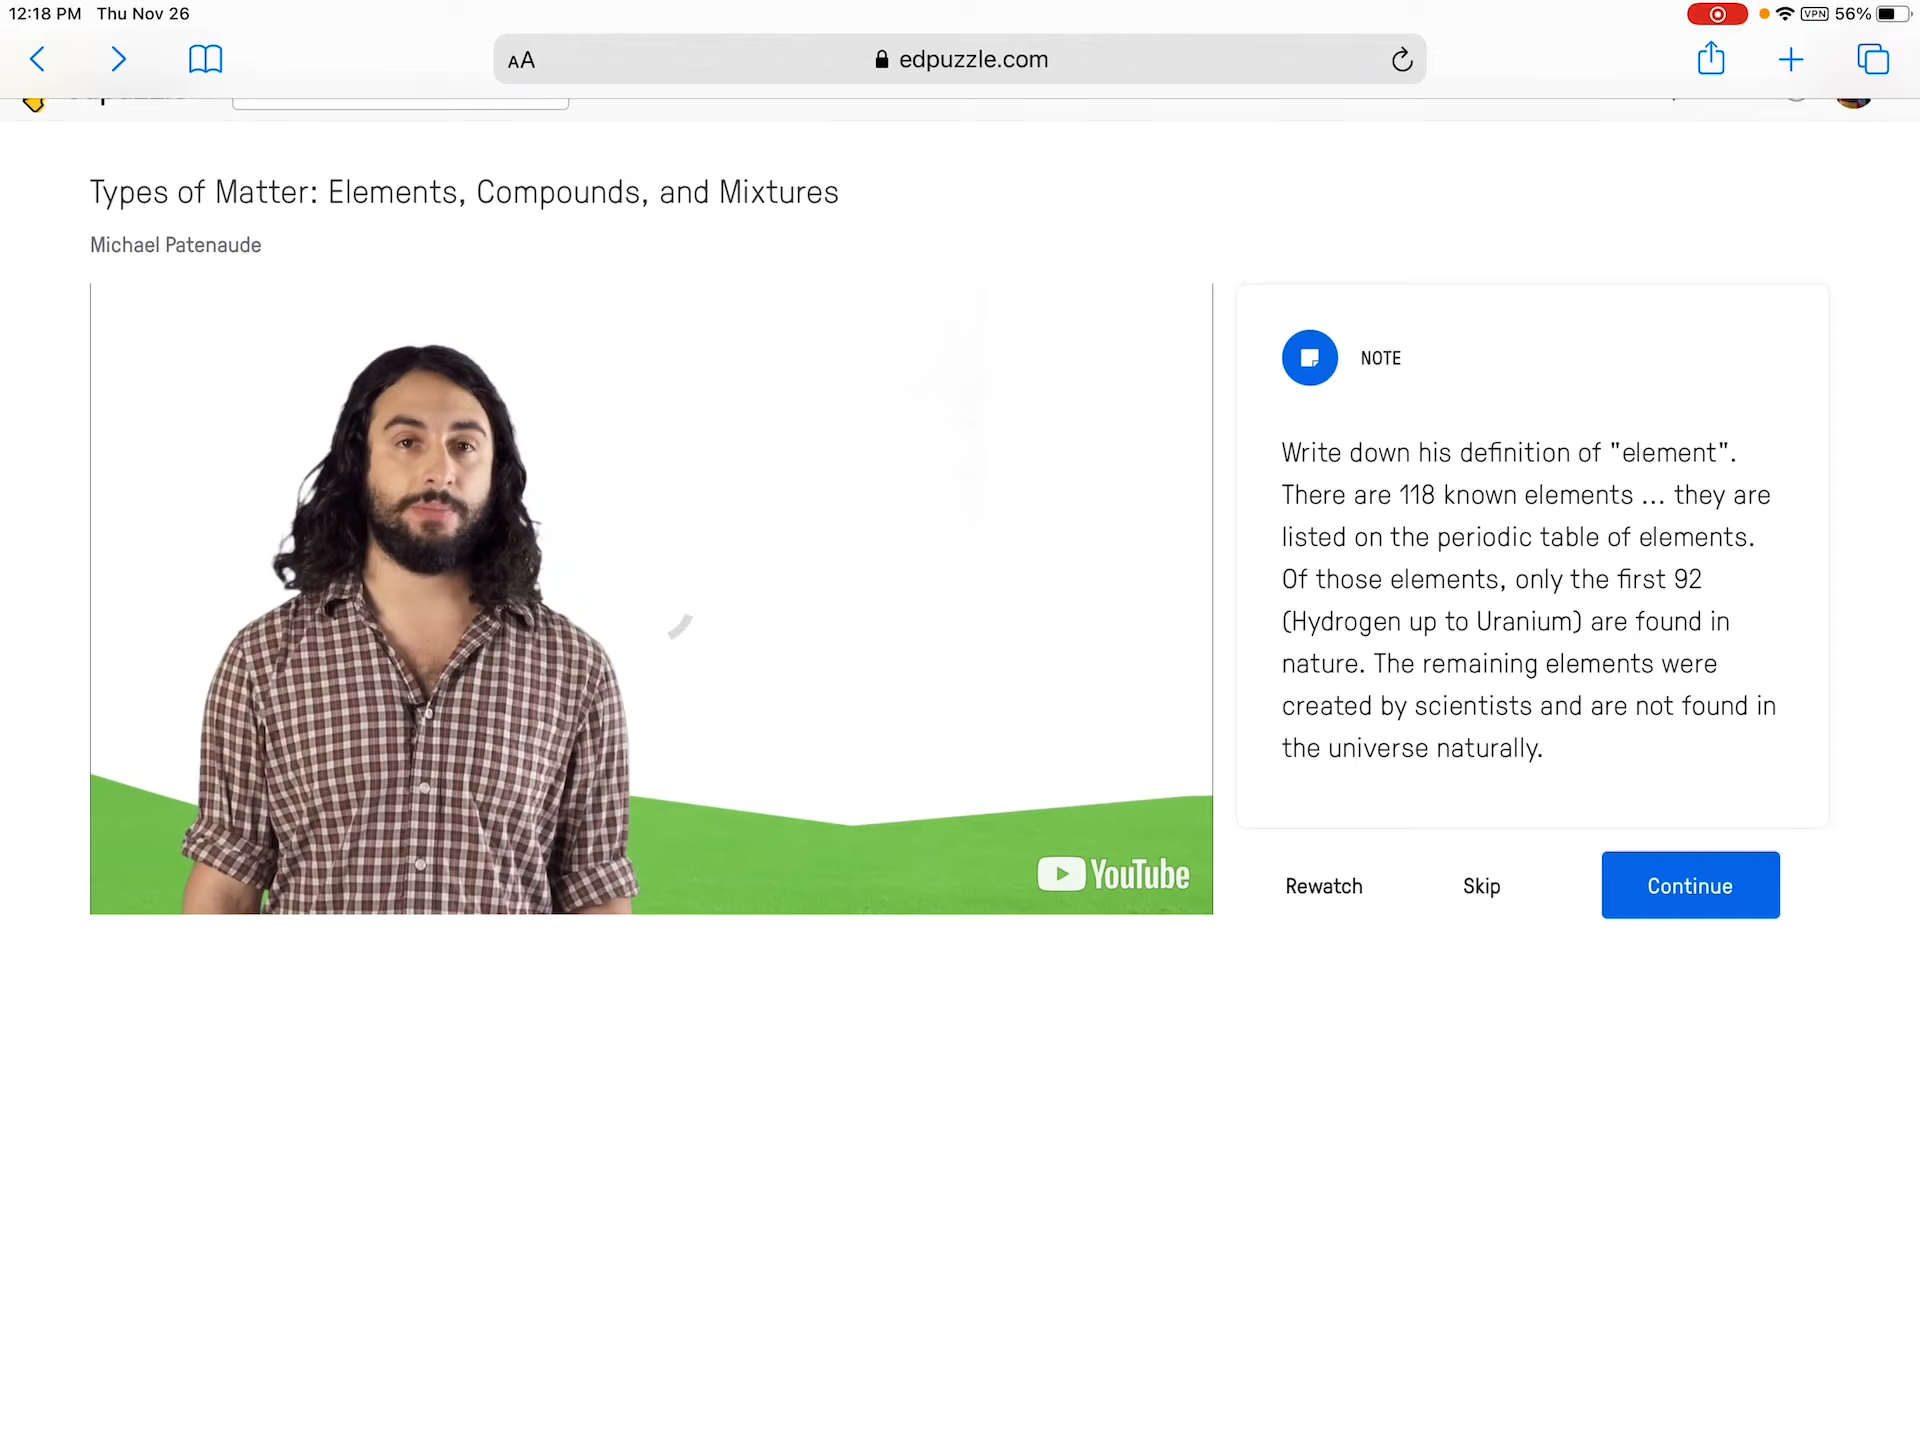 12:18 PM Thu Nov 26
VPN 56%
AA edpuzzle.com
Types of Matter: Elements, Compounds, and Mixtures
Michael Patenaude
NOTE
Write down his definition of "element".
There are 118 known elements ... they are
listed on the periodic table of elements.
Of those elements, only the first 92
(Hydrogen up to Uranium) are found in
nature. The remaining elements were
created by scientists and are not found in
the universe naturally.
YouTube
Rewatch Skip Continue